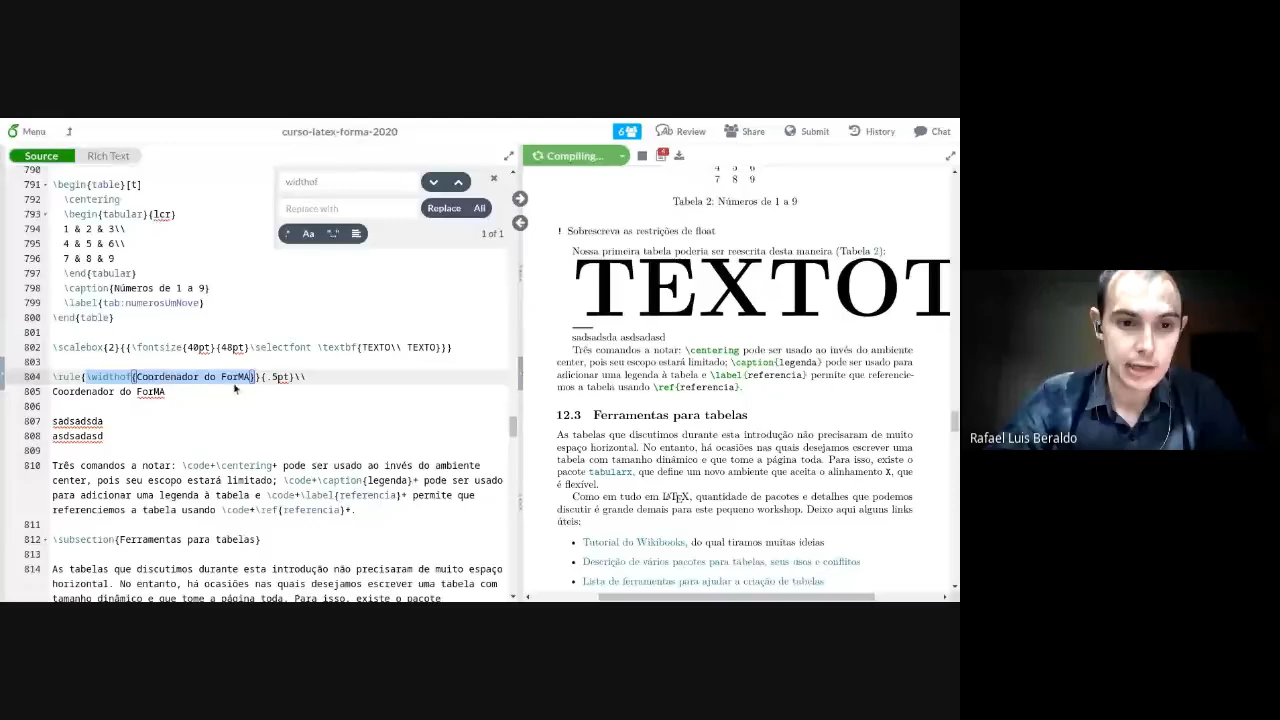 Menu
curso-latex-forma-2020
6
Review
Share
Submit
History
Chat
Source
Rich Text
Compiling...
790
791 \begin{table}[t]
792 \centering
793 \begin{tabular}{lcr}
794 1 & 2 & 3\\
795 4 & 5 & 6\\
796 7 & 8 & 9
797 \end{tabular}
798 \caption{Números de 1 a 9}
799 \label{tab:numerosUmNove}
800 \end{table}
801
802 \scalebox{2}{{\fontsize{40pt}{48pt}\selectfont \textbf{TEXTO\\ TEXTO}}}
803
804 \rule{\widthof{Coordenador do ForMA}}{.5pt}\\
805 Coordenador do ForMA
806
807 sadsadsda
808 asdsadasd
809
810 Três comandos a notar: \code+\centering+ pode ser usado ao invés do ambiente
center, pois seu escopo estará limitado; \code+\caption{legenda}+ pode ser usado
para adicionar uma legenda à tabela e \code+\label{referencia}+ permite que
referenciemos a tabela usando \code+\ref{referencia}+.
811
812 \subsection{Ferramentas para tabelas}
813
814 As tabelas que discutimos durante esta introdução não precisaram de muito espaço
horizontal. No entanto, há ocasiões nas quais desejamos escrever uma tabela com
tamanho dinâmico e que tome a página toda. Para isso, existe o pacote
widthof
Replace with
Replace
All
.*
Aa
1 of 1
4 5 6
7 8 9
Tabela 2: Números de 1 a 9
! Sobrescreva as restrições de float
Nossa primeira tabela poderia ser reescrita desta maneira (Tabela 2):
TEXTOT
sadsadsda asdsadasd
Três comandos a notar: \centering pode ser usado ao invés do ambiente
center, pois seu escopo estará limitado; \caption{legenda} pode ser usado para
adicionar uma legenda à tabela e \label{referencia} permite que referencie-
mos a tabela usando \ref{referencia}.
12.3 Ferramentas para tabelas
As tabelas que discutimos durante esta introdução não precisaram de muito
espaço horizontal. No entanto, há ocasiões nas quais desejamos escrever uma
tabela com tamanho dinâmico e que tome a página toda. Para isso, existe o
pacote tabularx, que define um novo ambiente que aceita o alinhamento X, que
é flexível.
Como em tudo em LATEX, quantidade de pacotes e detalhes que podemos
discutir é grande demais para este pequeno workshop. Deixo aqui alguns links
úteis:
• Tutorial do Wikibooks, do qual tiramos muitas ideias
• Descrição de vários pacotes para tabelas, seus usos e conflitos
• Lista de ferramentas para ajudar a criação de tabelas
Rafael Luis Beraldo